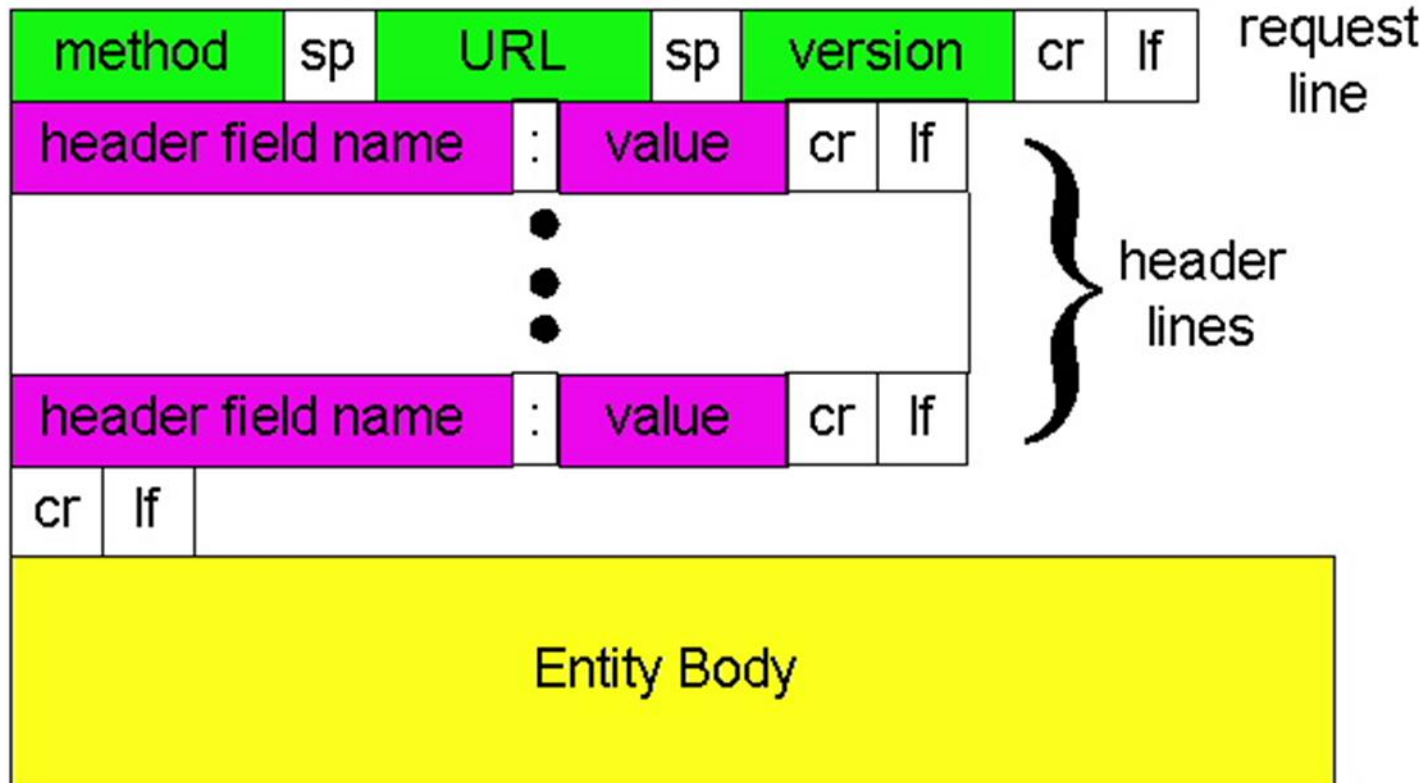 method sp URL sp version cr lf
request
line
header field name : value cr lf
header
lines
header field name : value cr lf
cr lf
Entity Body